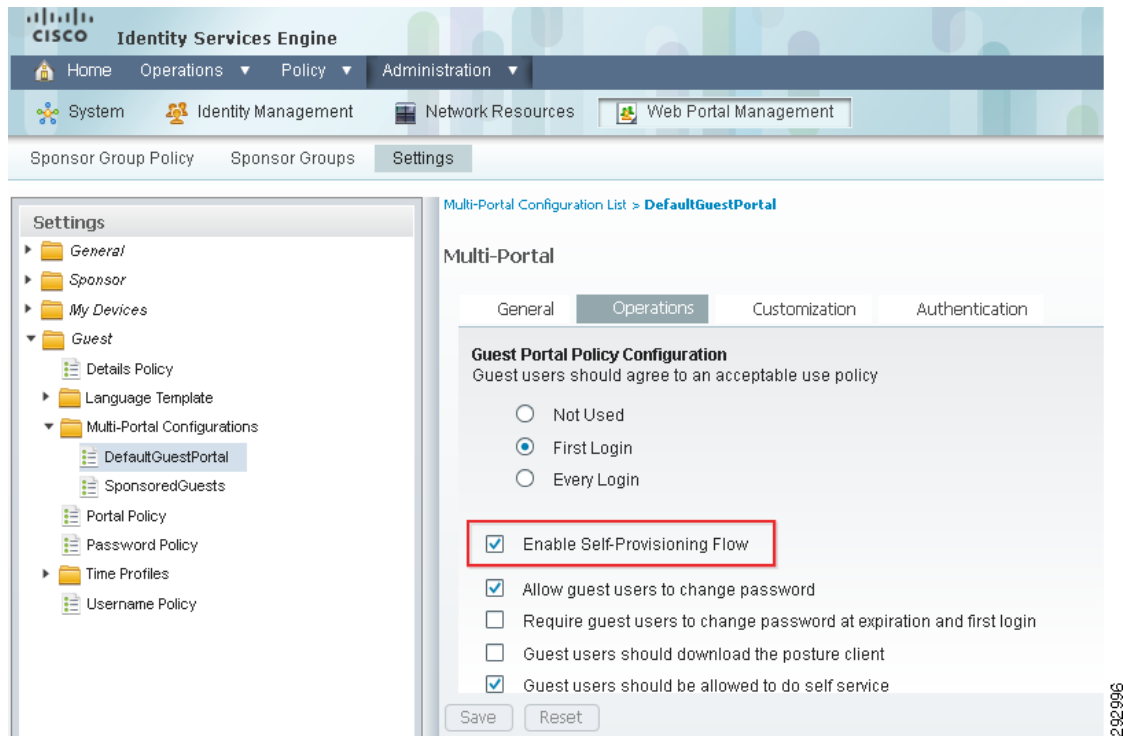 CISCO Identity Services Engine
Home Operations Policy Administration
System Identity Management Network Resources Web Portal Management
Sponsor Group Policy Sponsor Groups Settings
Settings
General
Sponsor
My Devices
Guest
Details Policy
Language Template
Multi-Portal Configurations
DefaultGuestPortal
SponsoredGuests
Portal Policy
Password Policy
Time Profiles
Username Policy
Multi-Portal Configuration List > DefaultGuestPortal
Multi-Portal
General Operations Customization Authentication
Guest Portal Policy Configuration
Guest users should agree to an acceptable use policy
Not Used
First Login
Every Login
Enable Self-Provisioning Flow
Allow guest users to change password
Require guest users to change password at expiration and first login
Guest users should download the posture client
Guest users should be allowed to do self service
Save Reset
292996